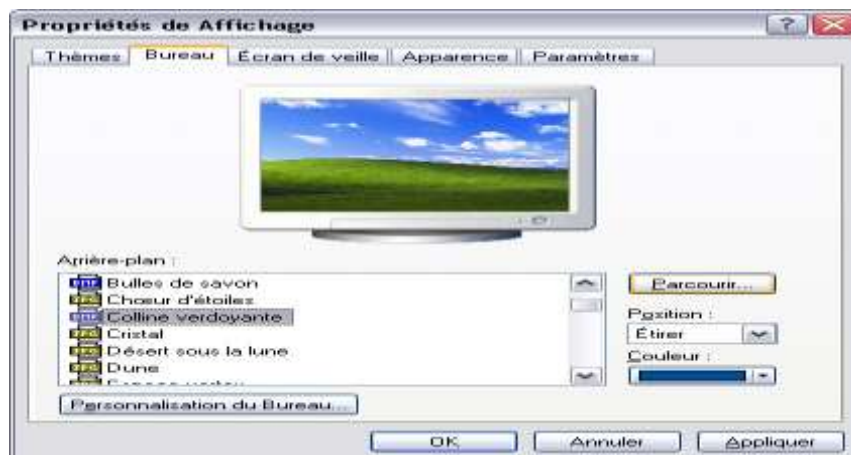 Propriétés de Affichage
Thèmes Bureau Écran de veille Apparence Paramètres
Arrière-plan :
Bulles de savon
Chœur d'étoiles
Colline verdoyante
Cristal
Désert sous la lune
Dune
Parcourir...
Position :
Étirer
Couleur :
Personnalisation du Bureau...
OK Annuler Appliquer